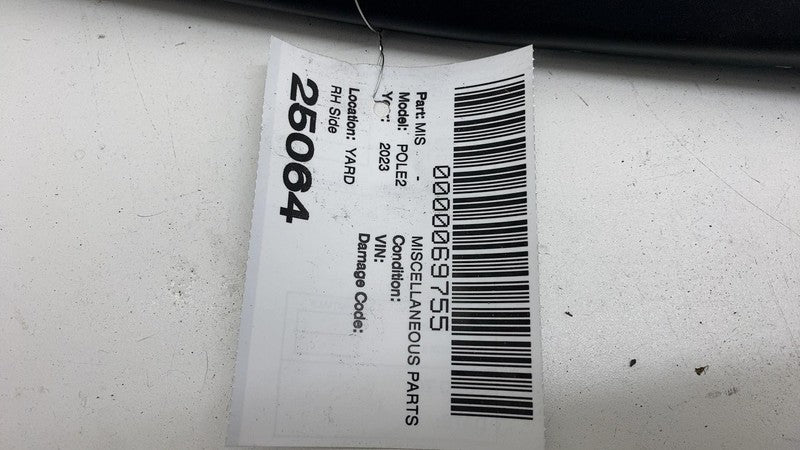 0000069755
Part: MIS - MISCELLANEOUS PARTS
Model: POLE2 Condition:
2023 VIN:
Damage Code:
Location: YARD
RH Side
25064